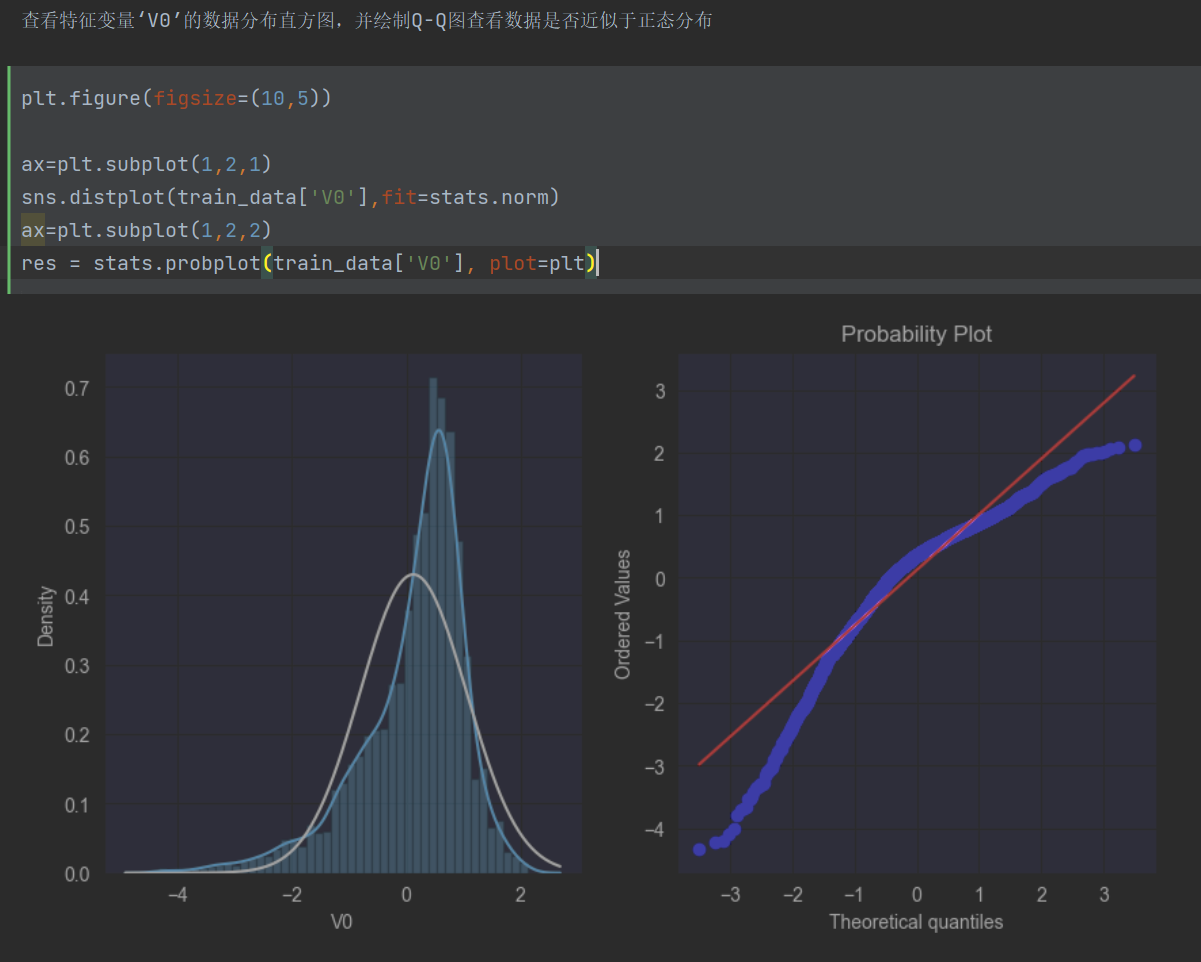 查看特征变量‘V0’的数据分布直方图，并绘制Q-Q图查看数据是否近似于正态分布
plt.figure(figsize=(10,5))
ax=plt.subplot(1,2,1)
sns.distplot(train_data['V0'],fit=stats.norm)
ax=plt.subplot(1,2,2)
res = stats.probplot(train_data['V0'], plot=plt)
0.7
0.6
0.5
0.4
0.3
0.2
0.1
0.0
Density
−4 −2 0 2
V0
Probability Plot
3
2
1
0
−1
−2
−3
−4
Ordered Values
−3 −2 −1 0 1 2 3
Theoretical quantiles